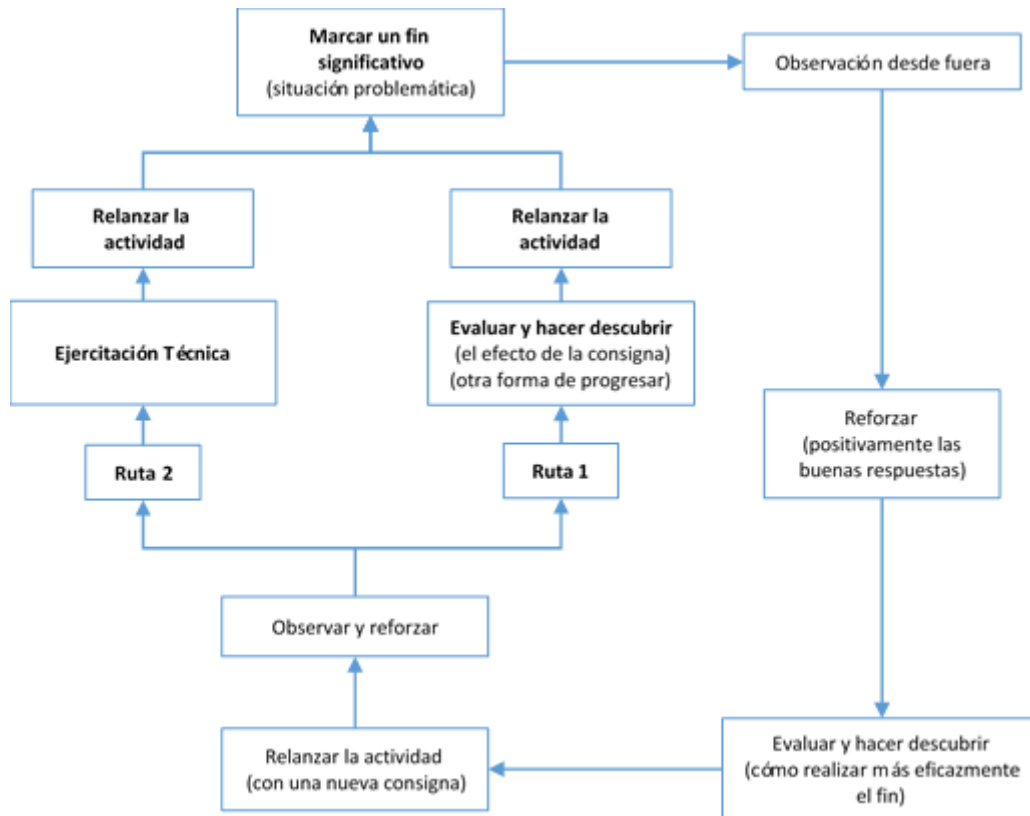 Marcar un fin
significativo
(situación problemática)
Observación desde fuera
Relanzar la
actividad
Relanzar la
actividad
Ejercitación Técnica
Evaluar y hacer descubrir
(el efecto de la consigna)
(otra forma de progresar)
Reforzar
(positivamente las
buenas respuestas)
Ruta 2
Ruta 1
Observar y reforzar
Relanzar la actividad
(con una nueva consigna)
Evaluar y hacer descubrir
(cómo realizar más eficazmente
el fin)